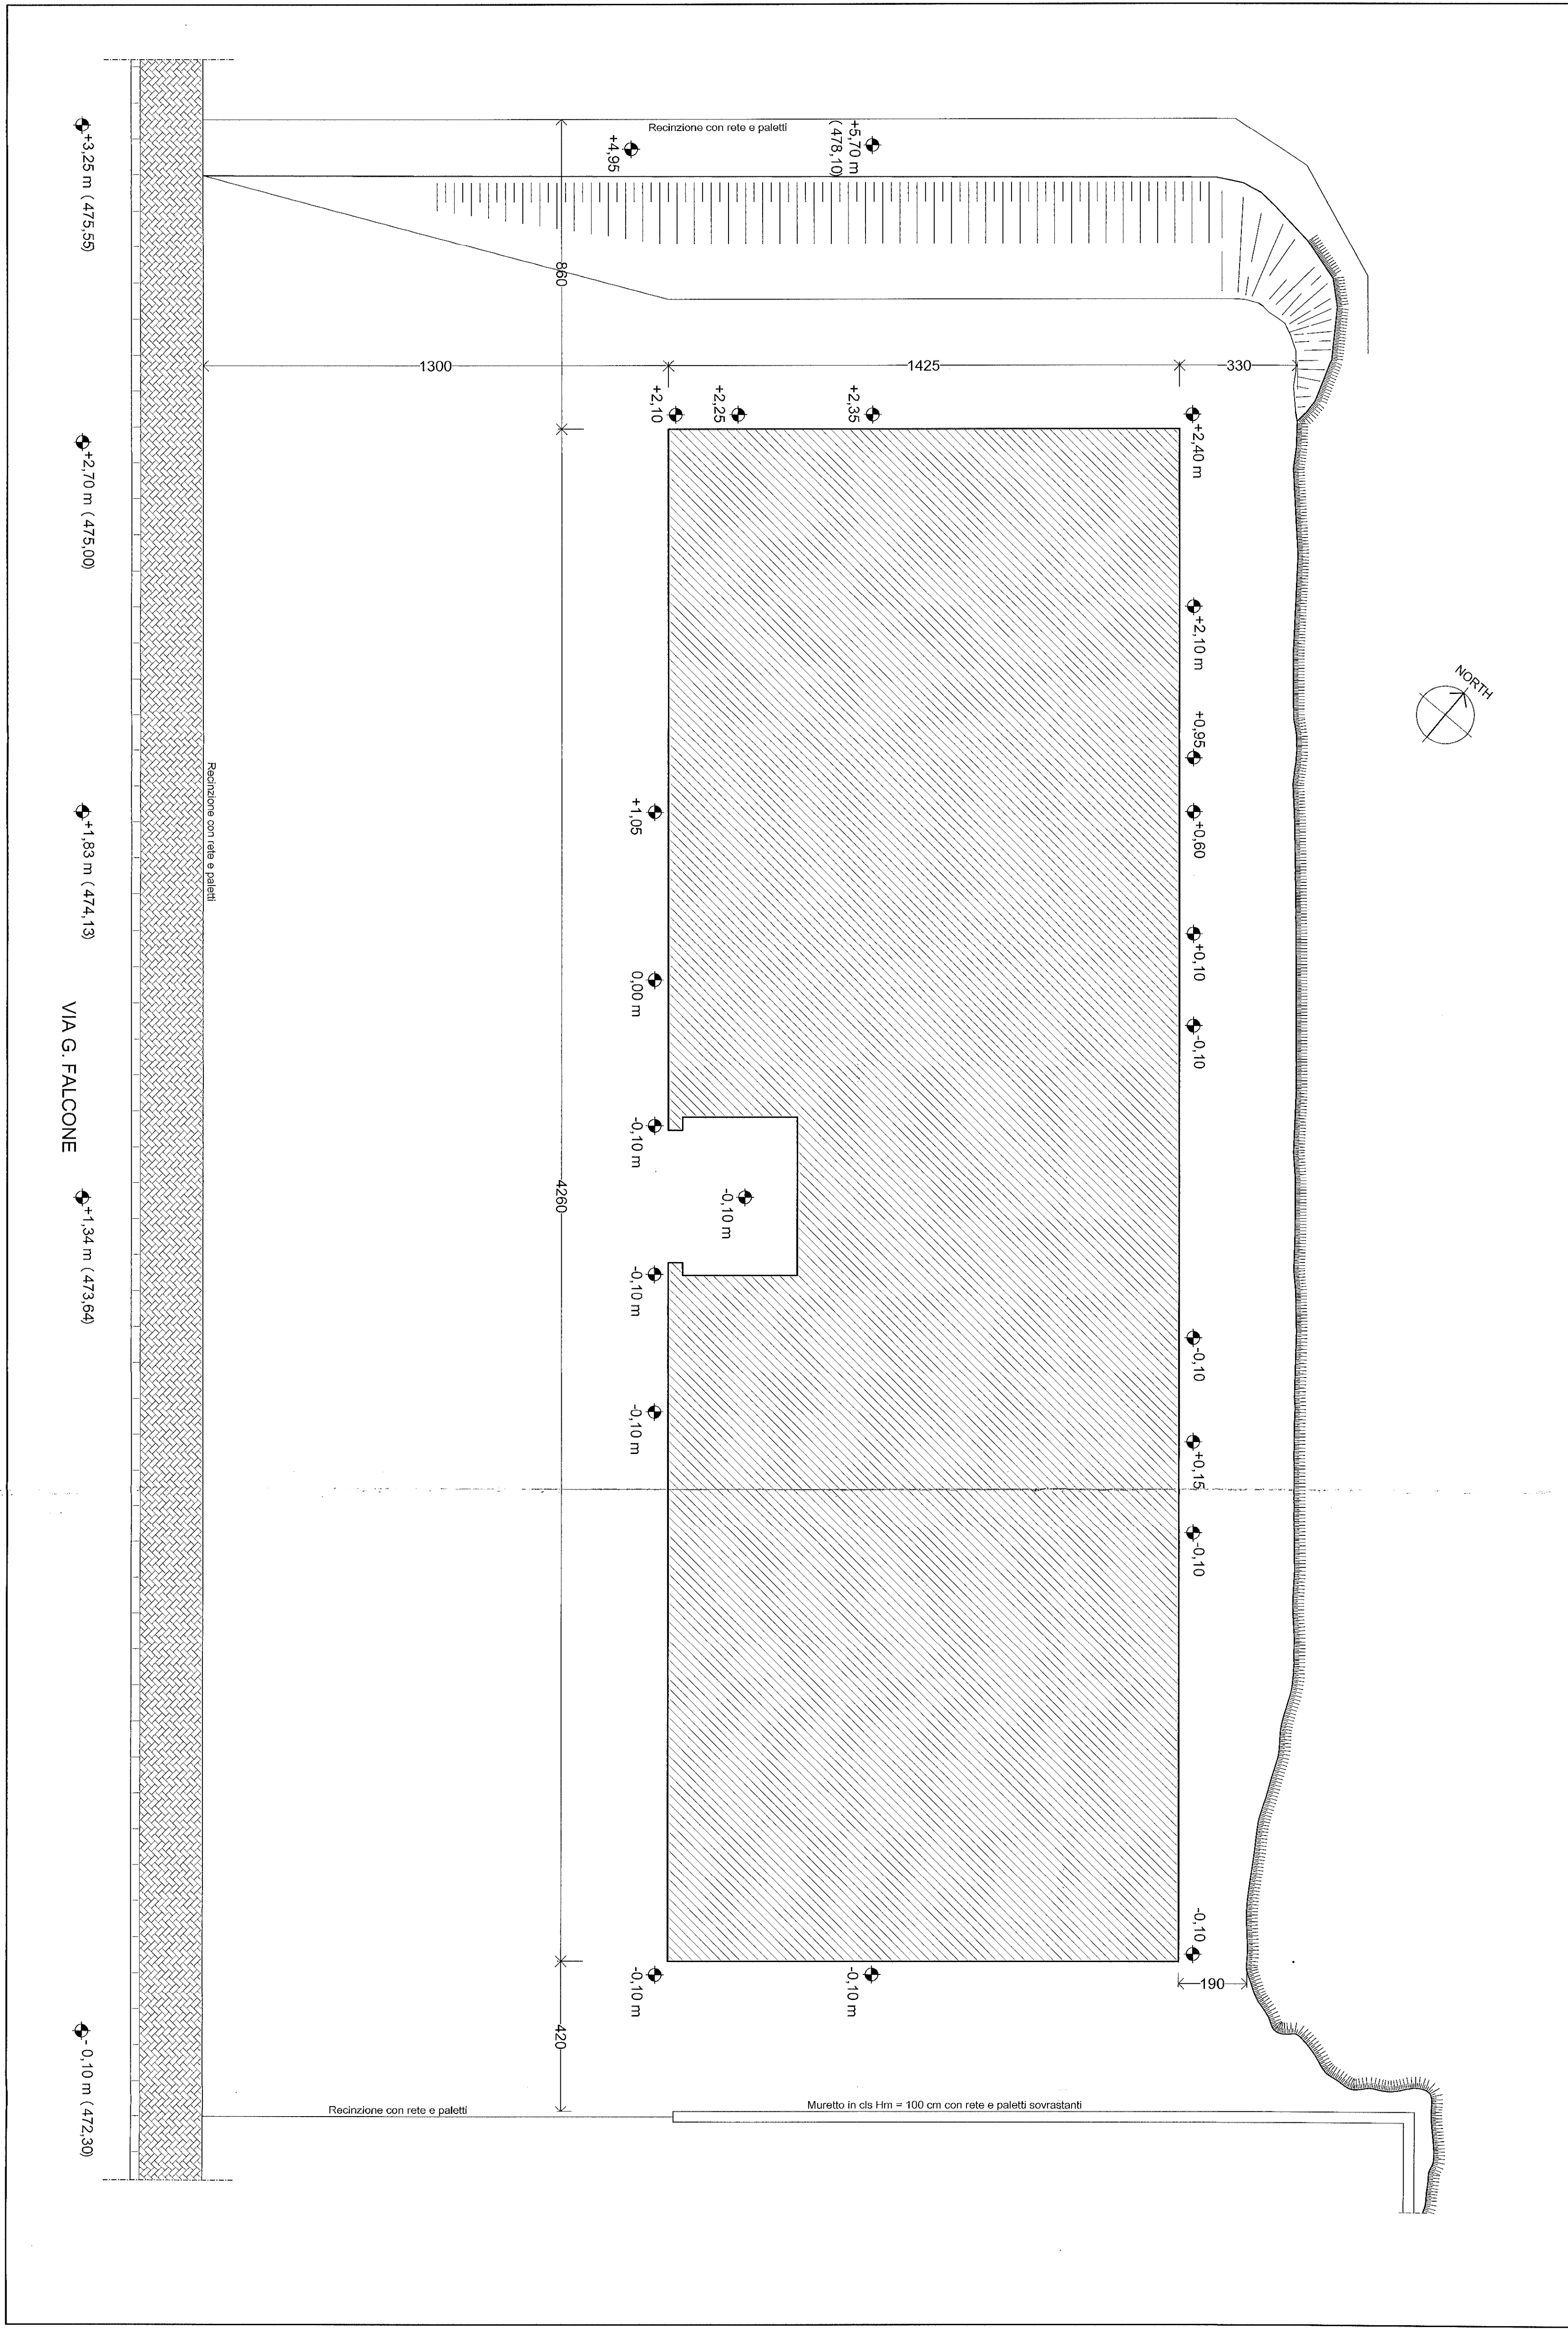 Recinzione con rete e paletti
+5,70 m
(478,10)
+4,95
+3,25 m (475,55)
860
1300
1425
330
+2,10
+2,25
+2,35
+2,40 m
+2,70 m (475,00)
+2,10 m
NORTH
+0,95
Recinzione con rete e paletti
+1,83 m (474,13)
+1,05
+0,60
+0,10
0,00 m
-0,10
VIA G. FALCONE
-0,10 m
-0,10 m
+1,34 m (473,64)
4260
-0,10 m
-0,10
-0,10 m
+0,15
-0,10
-0,10
-0,10 m
-0,10 m
190
420
- 0,10 m (472,30)
Recinzione con rete e paletti
Muretto in cls Hm = 100 cm con rete e paletti sovrastanti